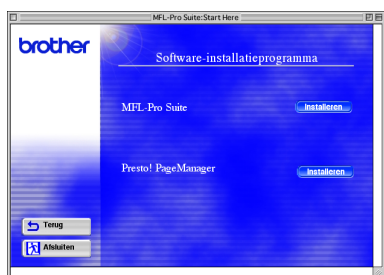 MFL-Pro Suite:Start Here
brother
Software-installatieprogramma
MFL-Pro Suite
Installeren
Presto! PageManager
Installeren
Terug
Afsluiten